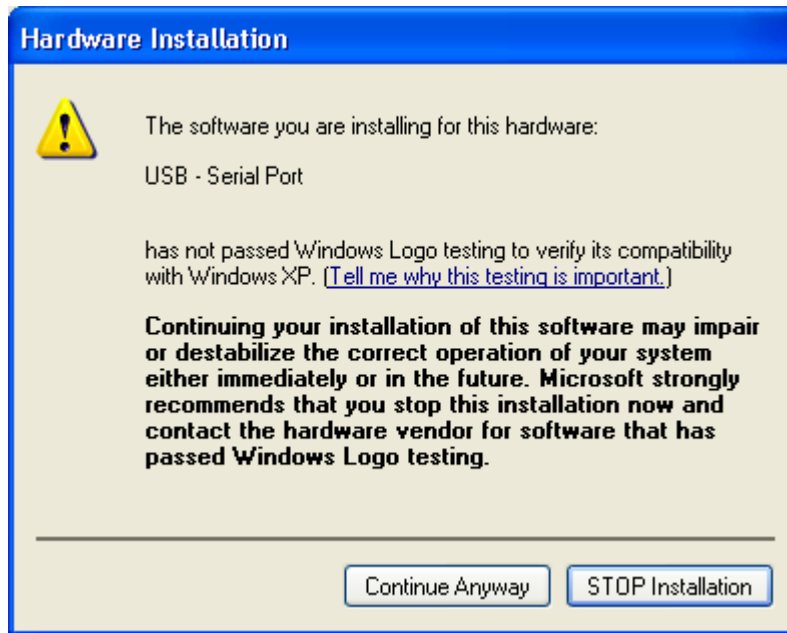 Hardware Installation
The software you are installing for this hardware:
USB - Serial Port
has not passed Windows Logo testing to verify its compatibility
with Windows XP. (Tell me why this testing is important.)
Continuing your installation of this software may impair
or destabilize the correct operation of your system
either immediately or in the future. Microsoft strongly
recommends that you stop this installation now and
contact the hardware vendor for software that has
passed Windows Logo testing.
Continue Anyway
STOP Installation